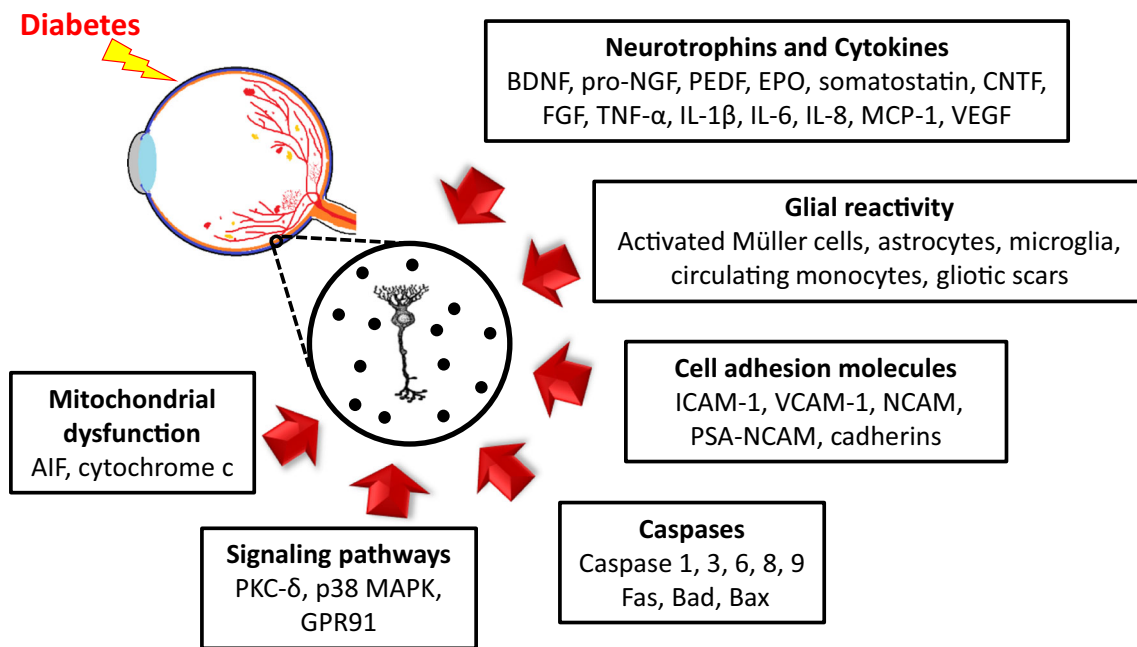 Diabetes
Neurotrophins and Cytokines
BDNF, pro-NGF, PEDF, EPO, somatostatin, CNTF,
FGF, TNF-α, IL-1β, IL-6, IL-8, MCP-1, VEGF
Glial reactivity
Activated Müller cells, astrocytes, microglia,
circulating monocytes, gliotic scars
Cell adhesion molecules
ICAM-1, VCAM-1, NCAM,
PSA-NCAM, cadherins
Mitochondrial
dysfunction
AIF, cytochrome c
Signaling pathways
PKC-δ, p38 MAPK,
GPR91
Caspases
Caspase 1, 3, 6, 8, 9
Fas, Bad, Bax